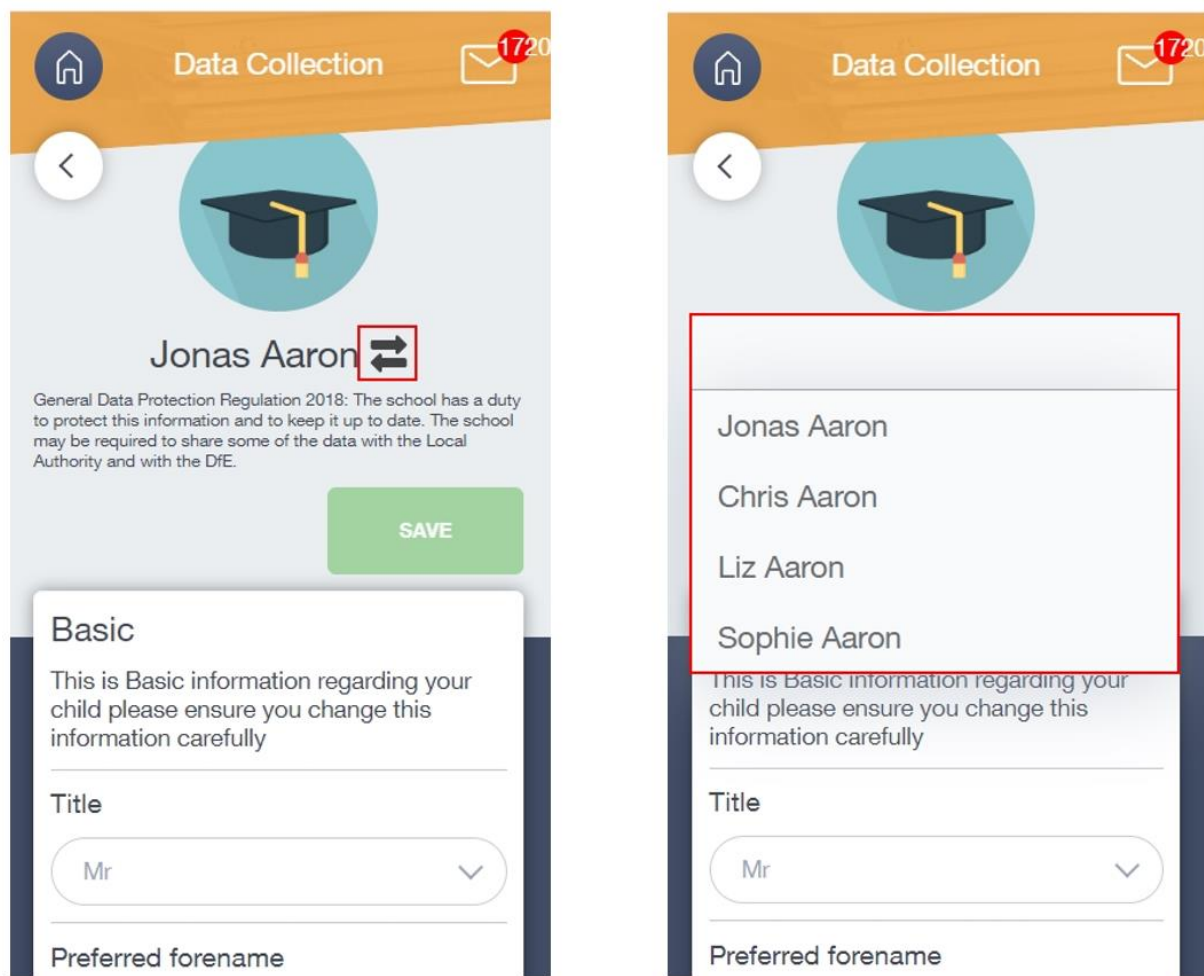 Data Collection
1720
Jonas Aaron
General Data Protection Regulation 2018: The school has a duty
to protect this information and to keep it up to date. The school
may be required to share some of the data with the Local
Authority and with the DfE.
SAVE
Basic
This is Basic information regarding your
child please ensure you change this
information carefully
Title
Mr
Preferred forename
Data Collection
1720
Jonas Aaron
Chris Aaron
Liz Aaron
Sophie Aaron
This is Basic information regarding your
child please ensure you change this
information carefully
Title
Mr
Preferred forename